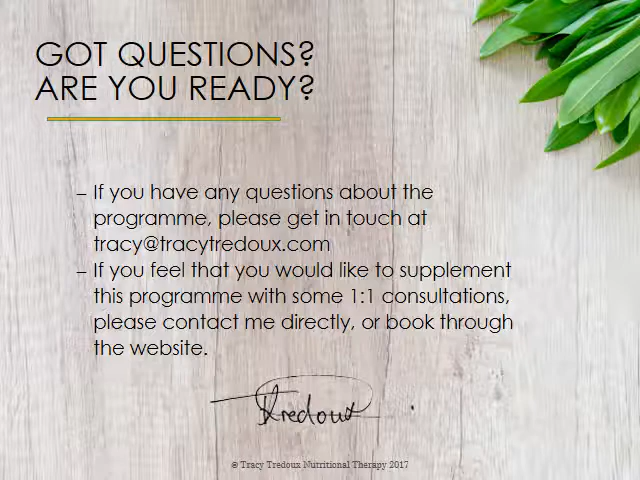 GOT QUESTIONS?
ARE YOU READY?
– If you have any questions about the
programme, please get in touch at
tracy@tracytredoux.com
– If you feel that you would like to supplement
this programme with some 1:1 consultations,
please contact me directly, or book through
the website.
Tredoux
© Tracy Tredoux Nutritional Therapy 2017